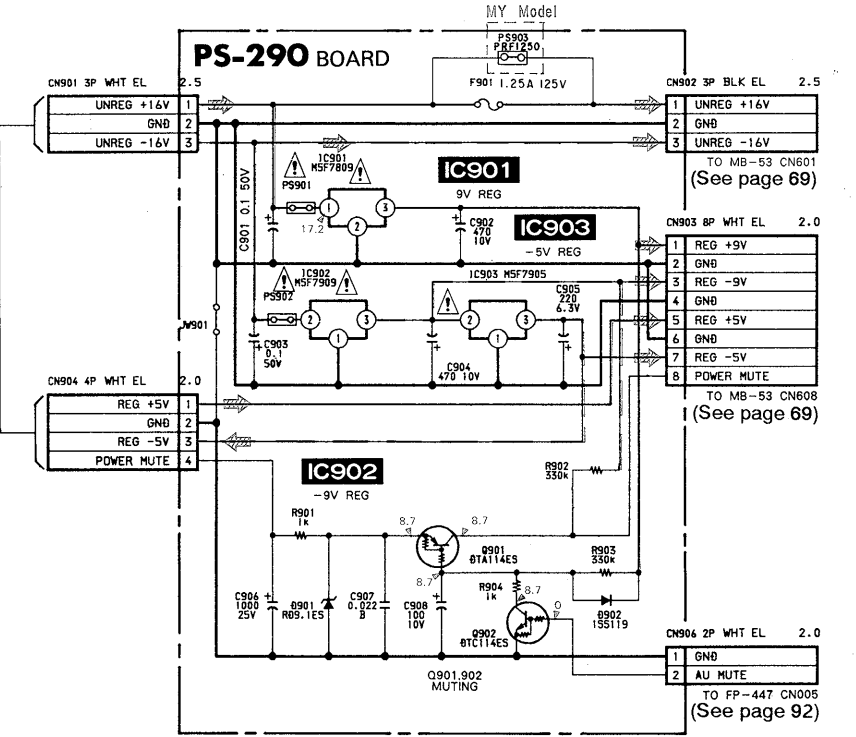 MY Model
PS903
PRF1250
PS-290 BOARD
F901 1.25A 125V
CN901 3P WHT EL 2.5
UNREG +16V 1
GND 2
UNREG -16V 3
CN902 3P BLK EL 2.5
1 UNREG +16V
2 GND
3 UNREG -16V
TO MB-53 CN601
(See page 69)
C901 0.1 50V
PS901
IC901
M5F7809
1
2
3
17.2
IC901
9V REG
C902
470
10V
IC903
-5V REG
CN903 8P WHT EL 2.0
1 REG +9V
2 GND
3 REG -9V
4 GND
5 REG +5V
6 GND
7 REG -5V
8 POWER MUTE
TO MB-53 CN608
(See page 69)
IC902
M5F7909
PS902
2
1
3
JW901
C903
0.1
50V
IC903 M5F7905
2
1
3
C904
470 10V
C905
220
6.3V
CN904 4P WHT EL 2.0
REG +5V 1
GND 2
REG -5V 3
POWER MUTE 4
IC902
-9V REG
R902
330k
R901
1k
8.7
8.7
Q901
DTA114ES
8.7
R903
330k
R904
1k
8.7
0
D902
1SS119
C906
1000
25V
D901
RD9.1ES
C907
0.022
B
C908
100
10V
Q902
DTC114ES
Q901,902
MUTING
CN906 2P WHT EL 2.0
1 GND
2 AU MUTE
TO FP-447 CN005
(See page 92)